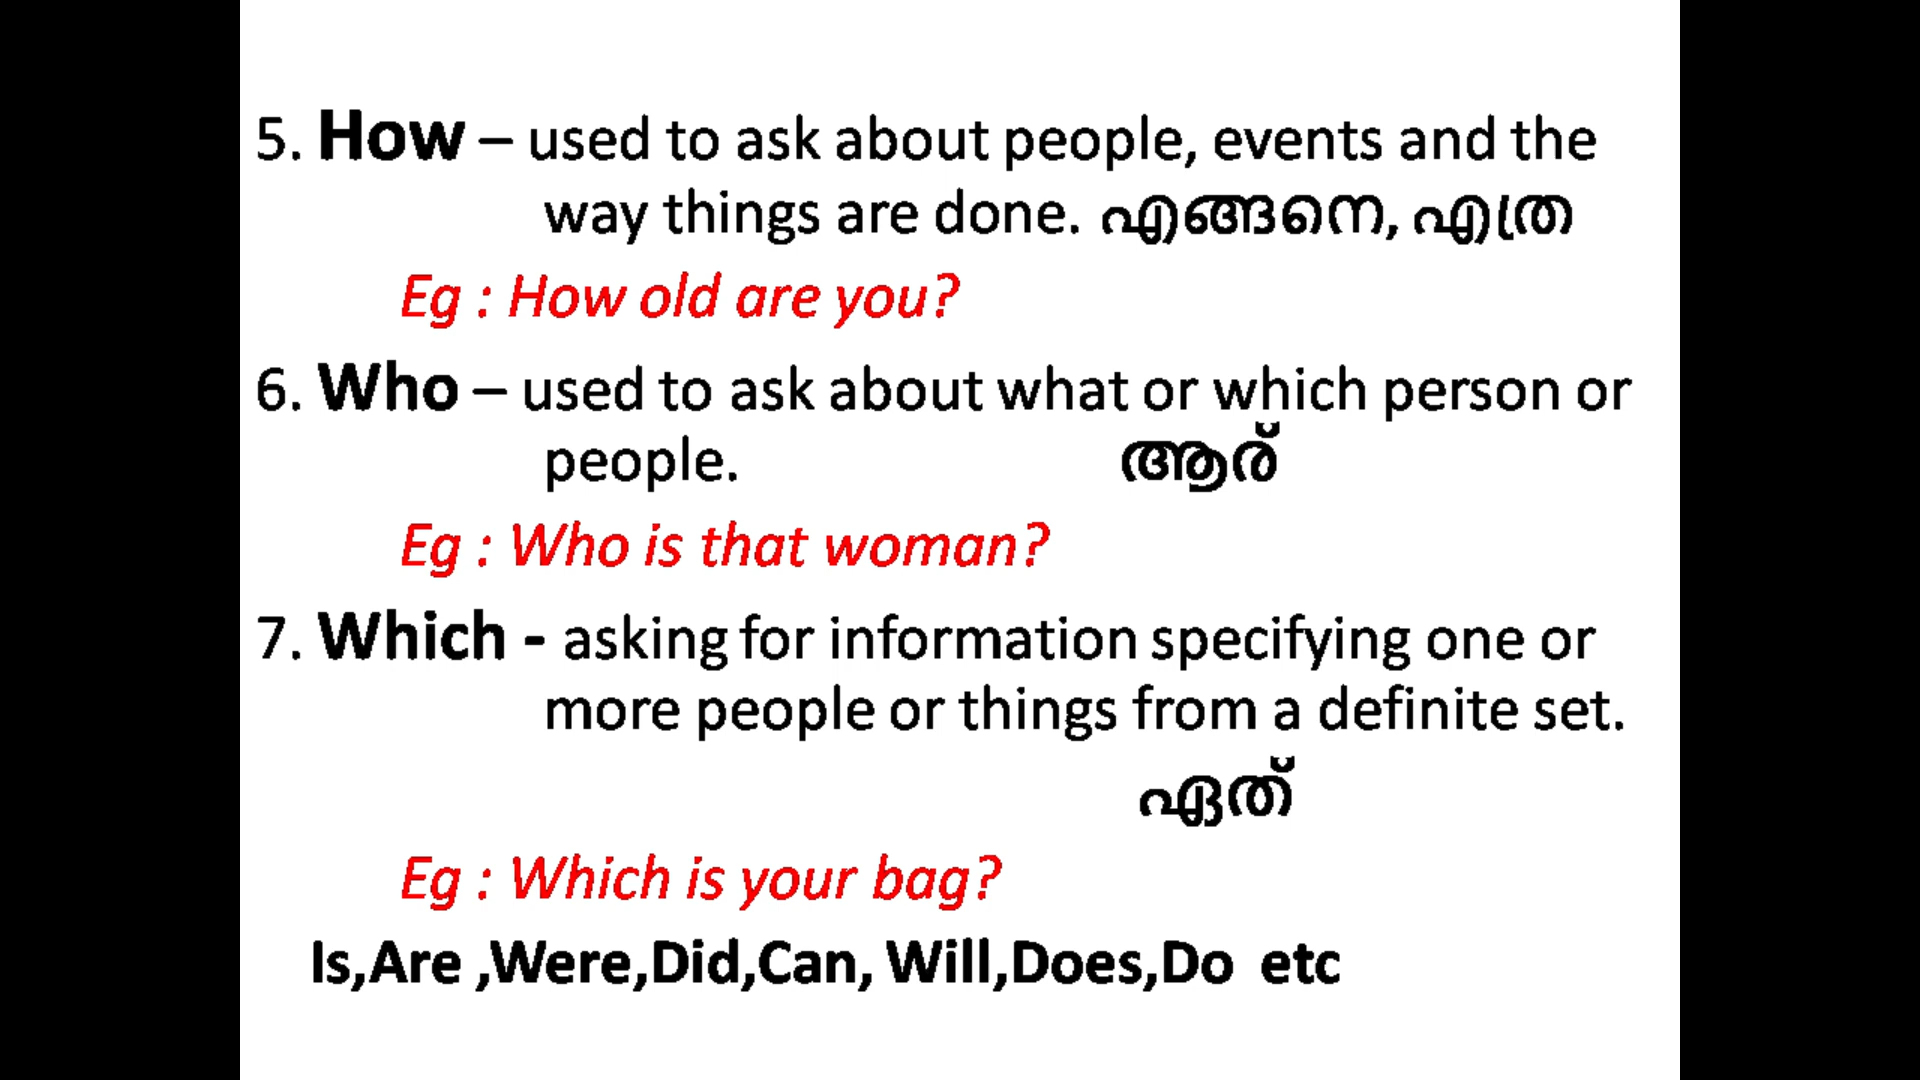 5. How – used to ask about people, events and the
way things are done. എങ്ങനെ, എത്ര
Eg : How old are you?
6. Who – used to ask about what or which person or
people. ആര്
Eg : Who is that woman?
7. Which - asking for information specifying one or
more people or things from a definite set.
ഏത്
Eg : Which is your bag?
Is,Are ,Were,Did,Can, Will,Does,Do etc